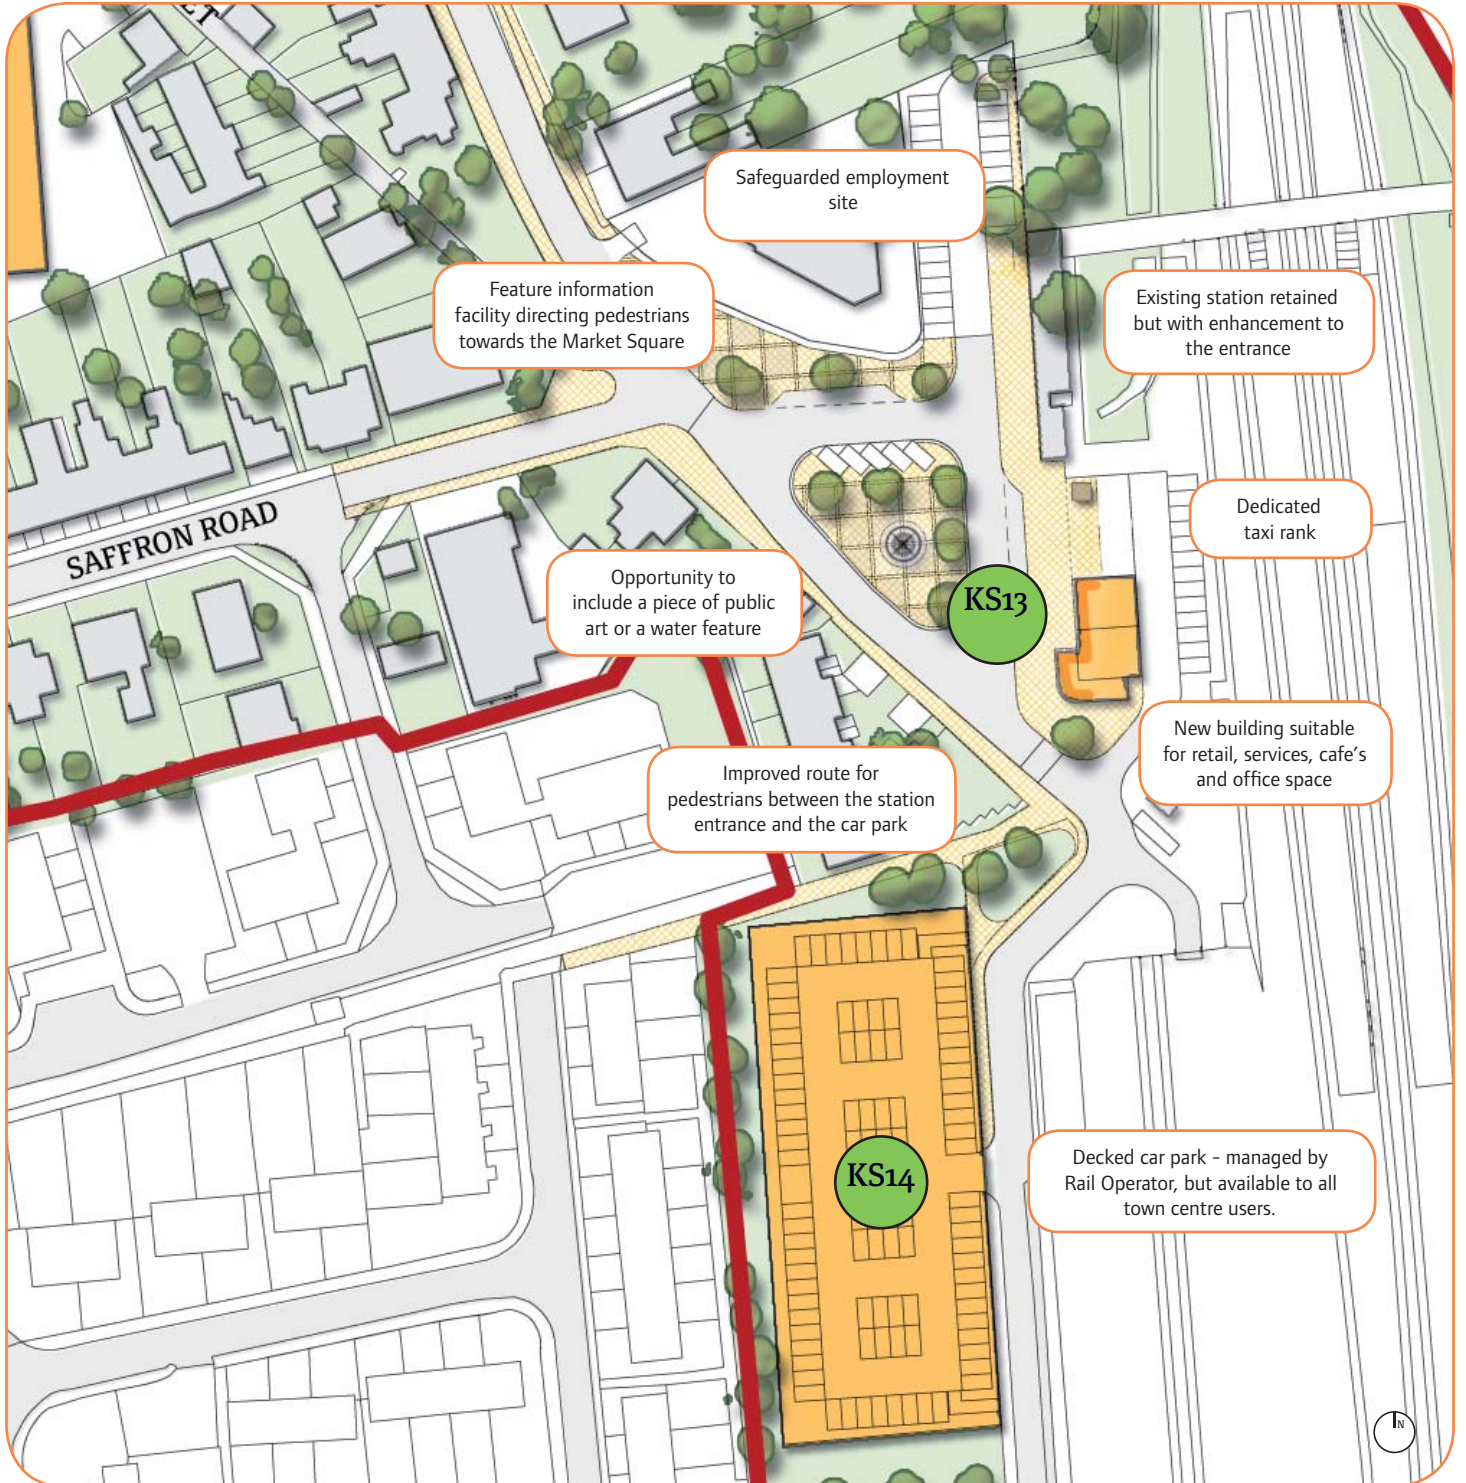 ET
Safeguarded employment
site
Feature information
facility directing pedestrians
towards the Market Square
Existing station retained
but with enhancement to
the entrance
SAFFRON ROAD
Dedicated
taxi rank
Opportunity to
include a piece of public
art or a water feature
KS13
New building suitable
for retail, services, cafe's
and office space
Improved route for
pedestrians between the station
entrance and the car park
KS14
Decked car park - managed by
Rail Operator, but available to all
town centre users.
N